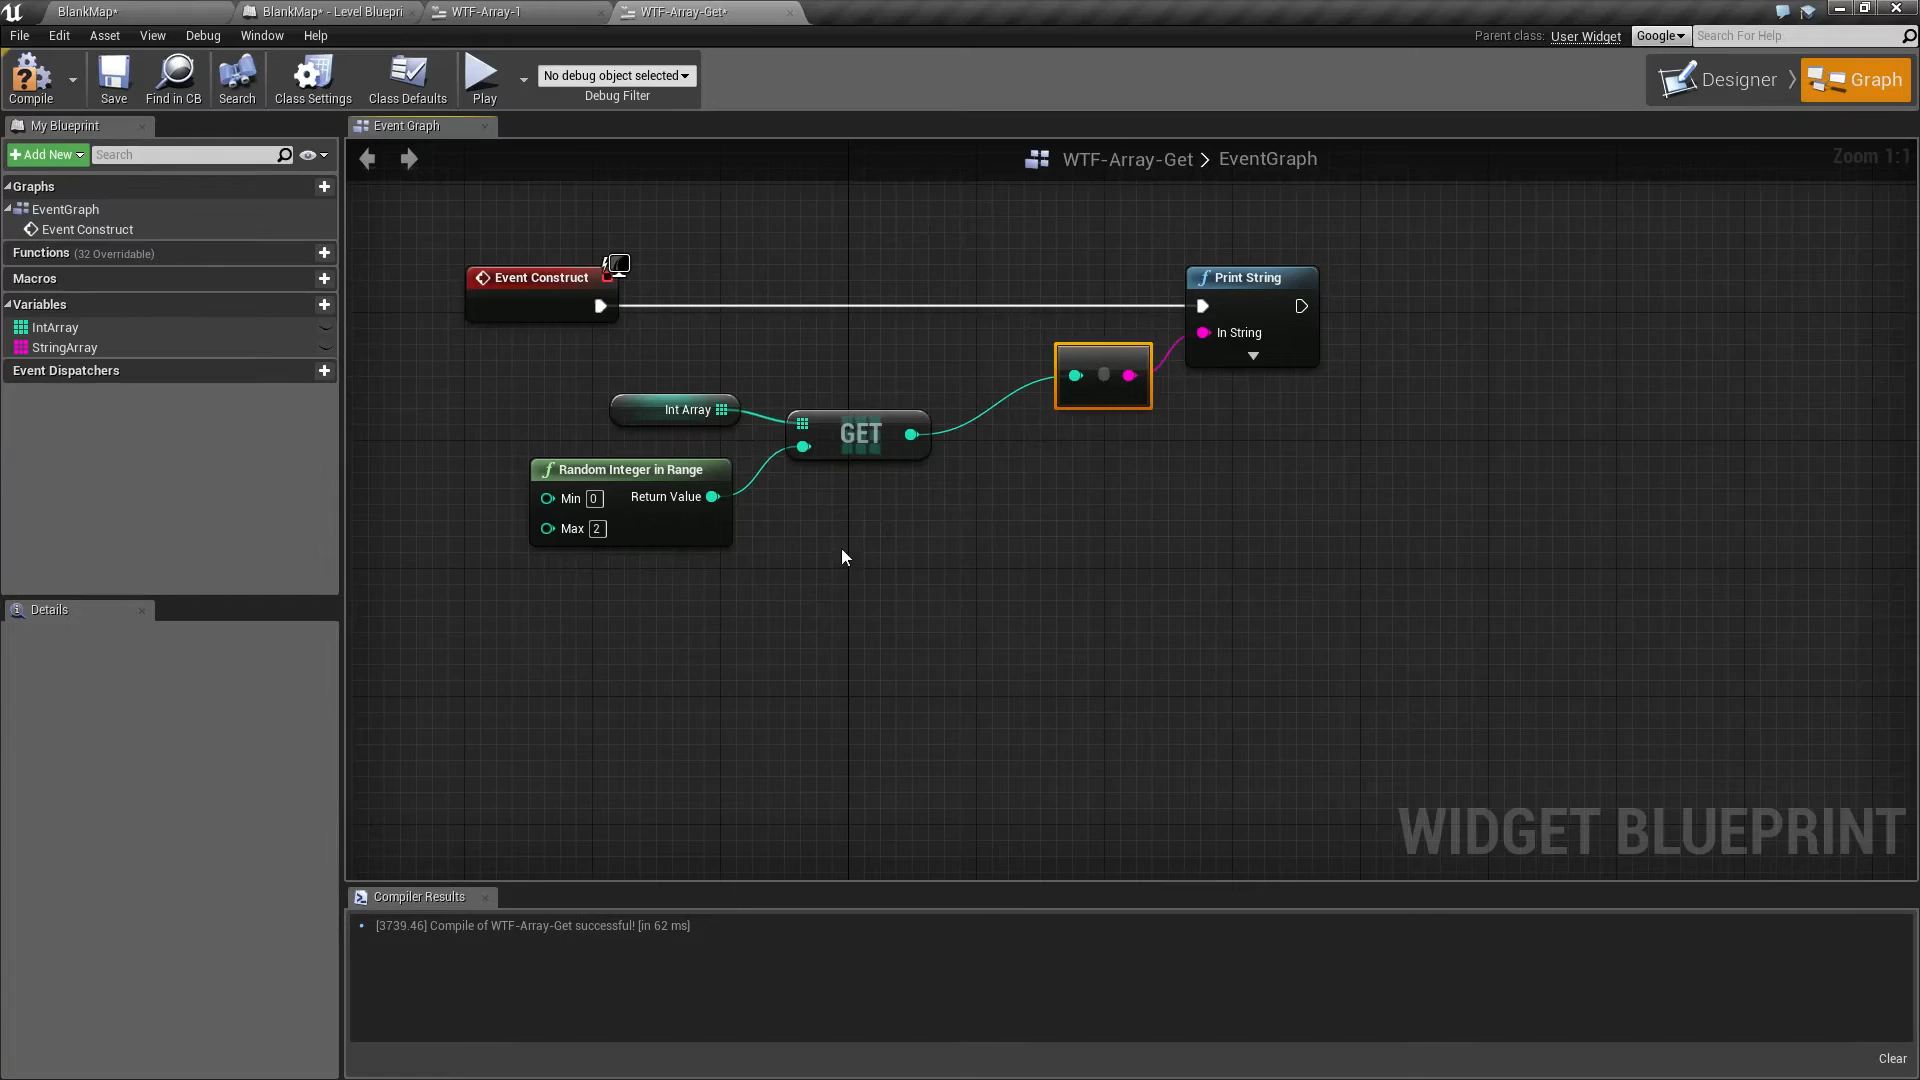 BlankMap*
BlankMap* - Level Bluepri
WTF-Array-1
WTF-Array-Get*
File Edit Asset View Debug Window Help
Parent class: User Widget
Google
Search For Help
Compile
Save
Find in CB
Search
Class Settings
Class Defaults
Play
No debug object selected
Debug Filter
Designer
Graph
My Blueprint
Event Graph
Add New
Search
WTF-Array-Get > EventGraph
Zoom 1:1
Graphs
EventGraph
Event Construct
Functions (32 Overridable)
Macros
Variables
IntArray
StringArray
Event Dispatchers
Event Construct
Print String
In String
Int Array
GET
Random Integer in Range
Min 0
Return Value
Max 2
Details
WIDGET BLUEPRINT
Compiler Results
[3739.46] Compile of WTF-Array-Get successful! [in 62 ms]
Clear